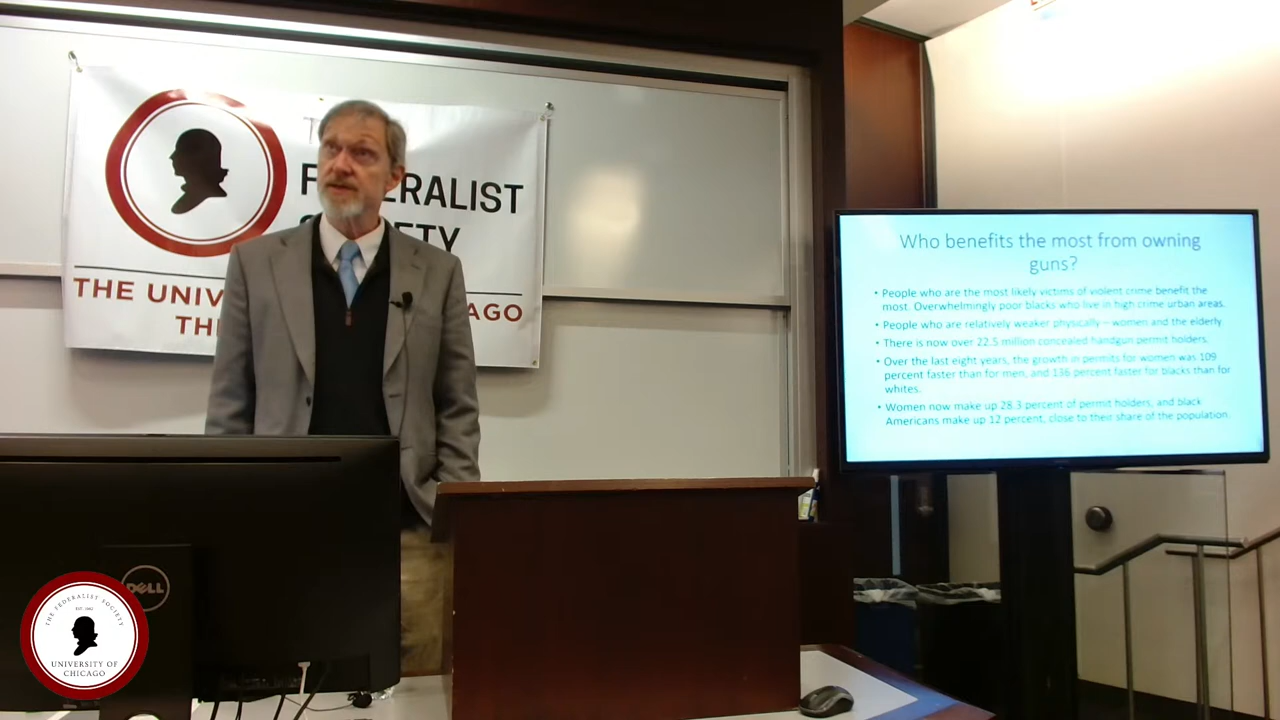 FEDERALIST
THE UNIV AGO
TH
Who benefits the most from owning
guns?
• People who are the most likely victims of violent crime benefit the
most. Overwhelmingly poor blacks who live in high crime urban areas.
• People who are relatively weaker physically – women and the elderly
• There is now over 22.5 million concealed handgun permit holders.
• Over the last eight years, the growth in permits for women was 109
percent faster than for men, and 136 percent faster for blacks than for
whites.
• Women now make up 28.3 percent of permit holders, and black
Americans make up 12 percent, close to their share of the population.
DELL
THE FEDERALIST SOCIETY
EST. 1982
UNIVERSITY OF
CHICAGO